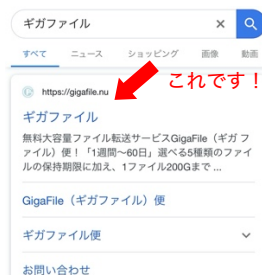 ギガファイル
すべて ニュース ショッピング 画像 動画
これです！
https://gigafile.nu
ギガファイル
無料大容量ファイル転送サービスGigaFile（ギガ フ
ァイル）便！「1週間〜60日」選べる5種類のファイ
ルの保持期限に加え、1ファイル200Gまで ...
GigaFile（ギガファイル）便
ギガファイル便
お問い合わせ